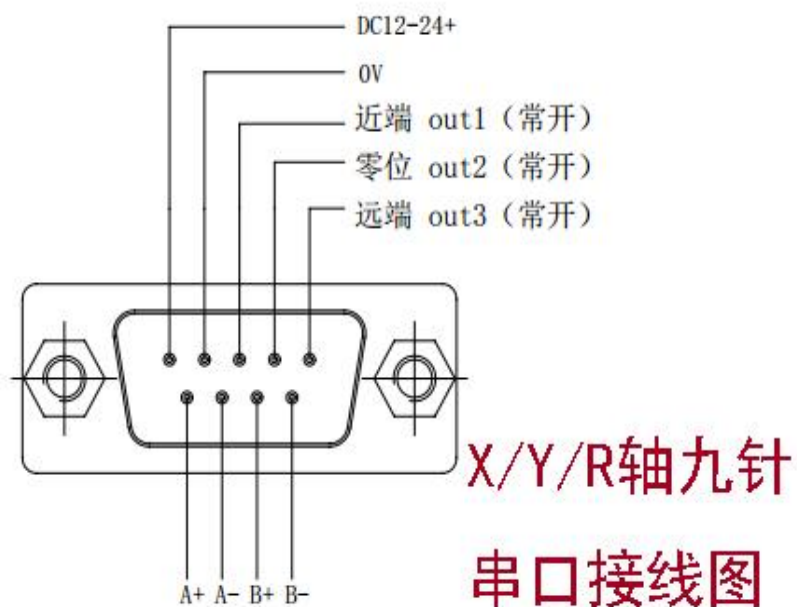 DC12-24+
0V
近端 out1（常开）
零位 out2（常开）
远端 out3（常开）
X/Y/R轴九针
串口接线图
A+ A- B+ B-